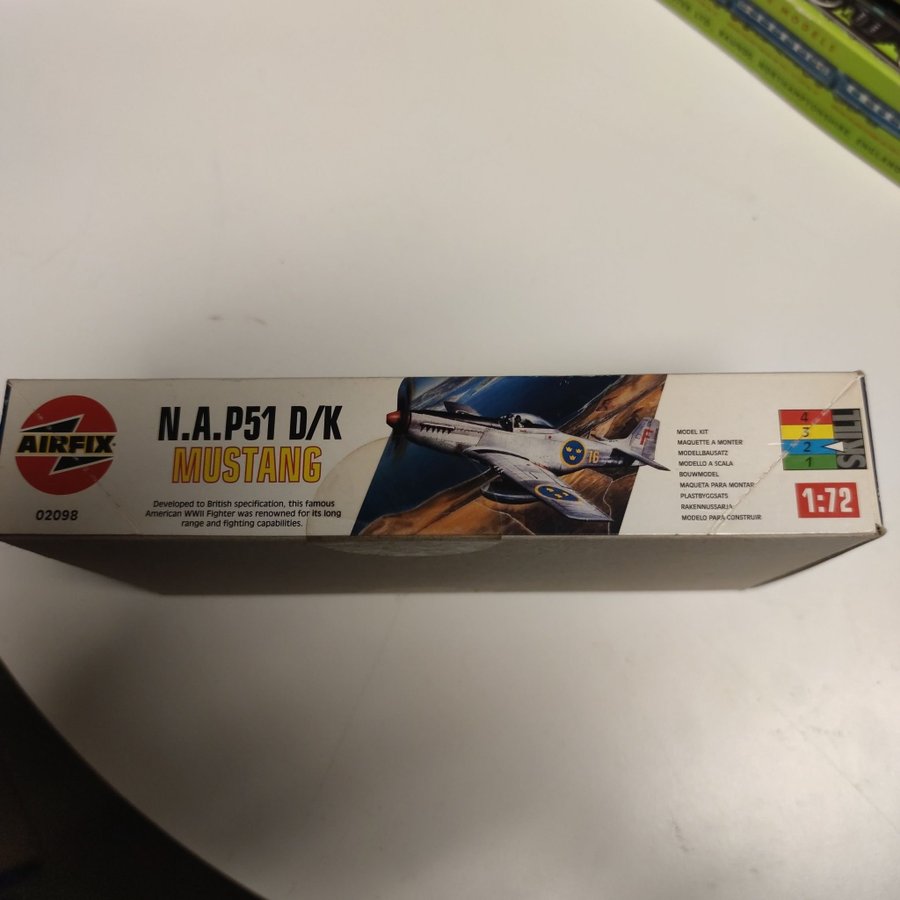 AIRFIX
02098
N.A.P51 D/K
MUSTANG
Developed to British specification, this famous
American WWII Fighter was renowned for its long
range and fighting capabilities.
F
16
MODEL KIT
MAQUETTE A MONTER
MODELLBAUSATZ
MODELLO A SCALA
BOUWMODEL
MAQUETA PARA MONTAR
PLASTBYGGSATS
RAKENNUSSARJA
MODELO PARA CONSTRUIR
4
3
2
1
SKILL
1:72
MODELS
ENGLAND